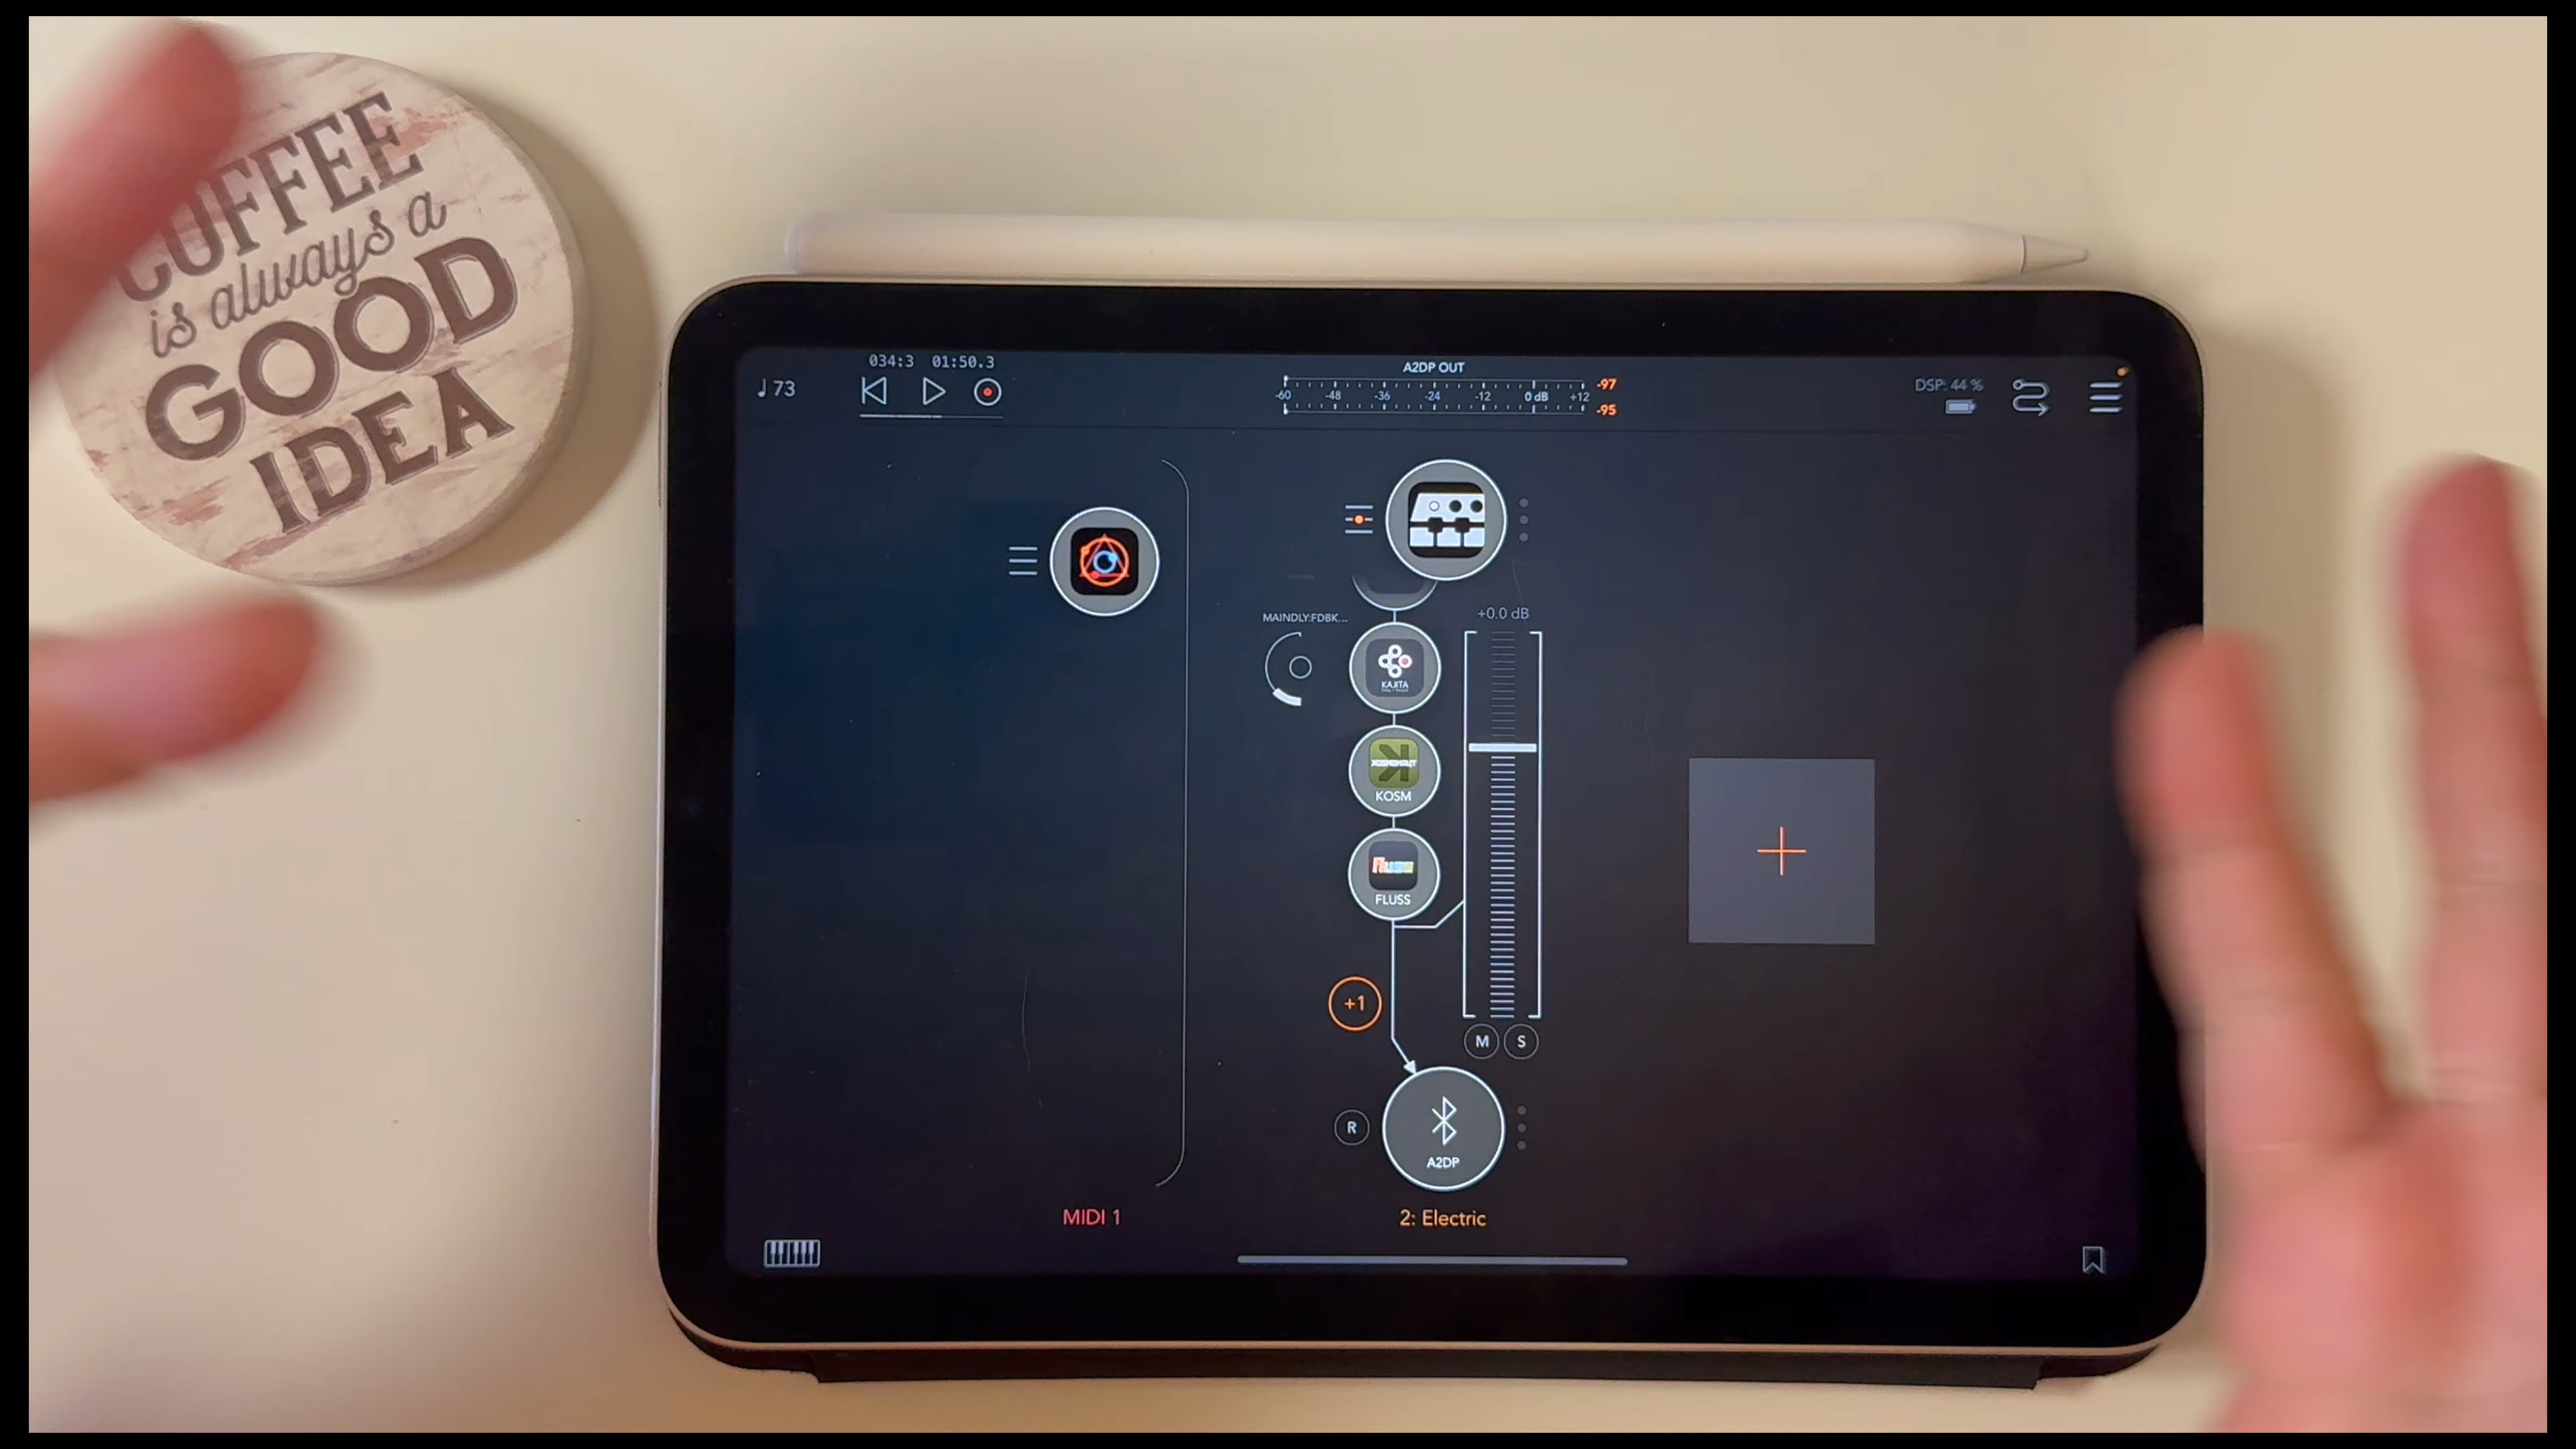 COFFEE
is always a
GOOD
IDEA
73
034:3 01:50.3
A2DP OUT
-60 -48 -36 -24 -12 0 dB +12
-97
-95
DSP: 44 %
MAINDLY:FDBK...
+0.0 dB
KAJITA
KOSM
Fluss
FLUSS
+1
M S
R
A2DP
MIDI 1
2: Electric